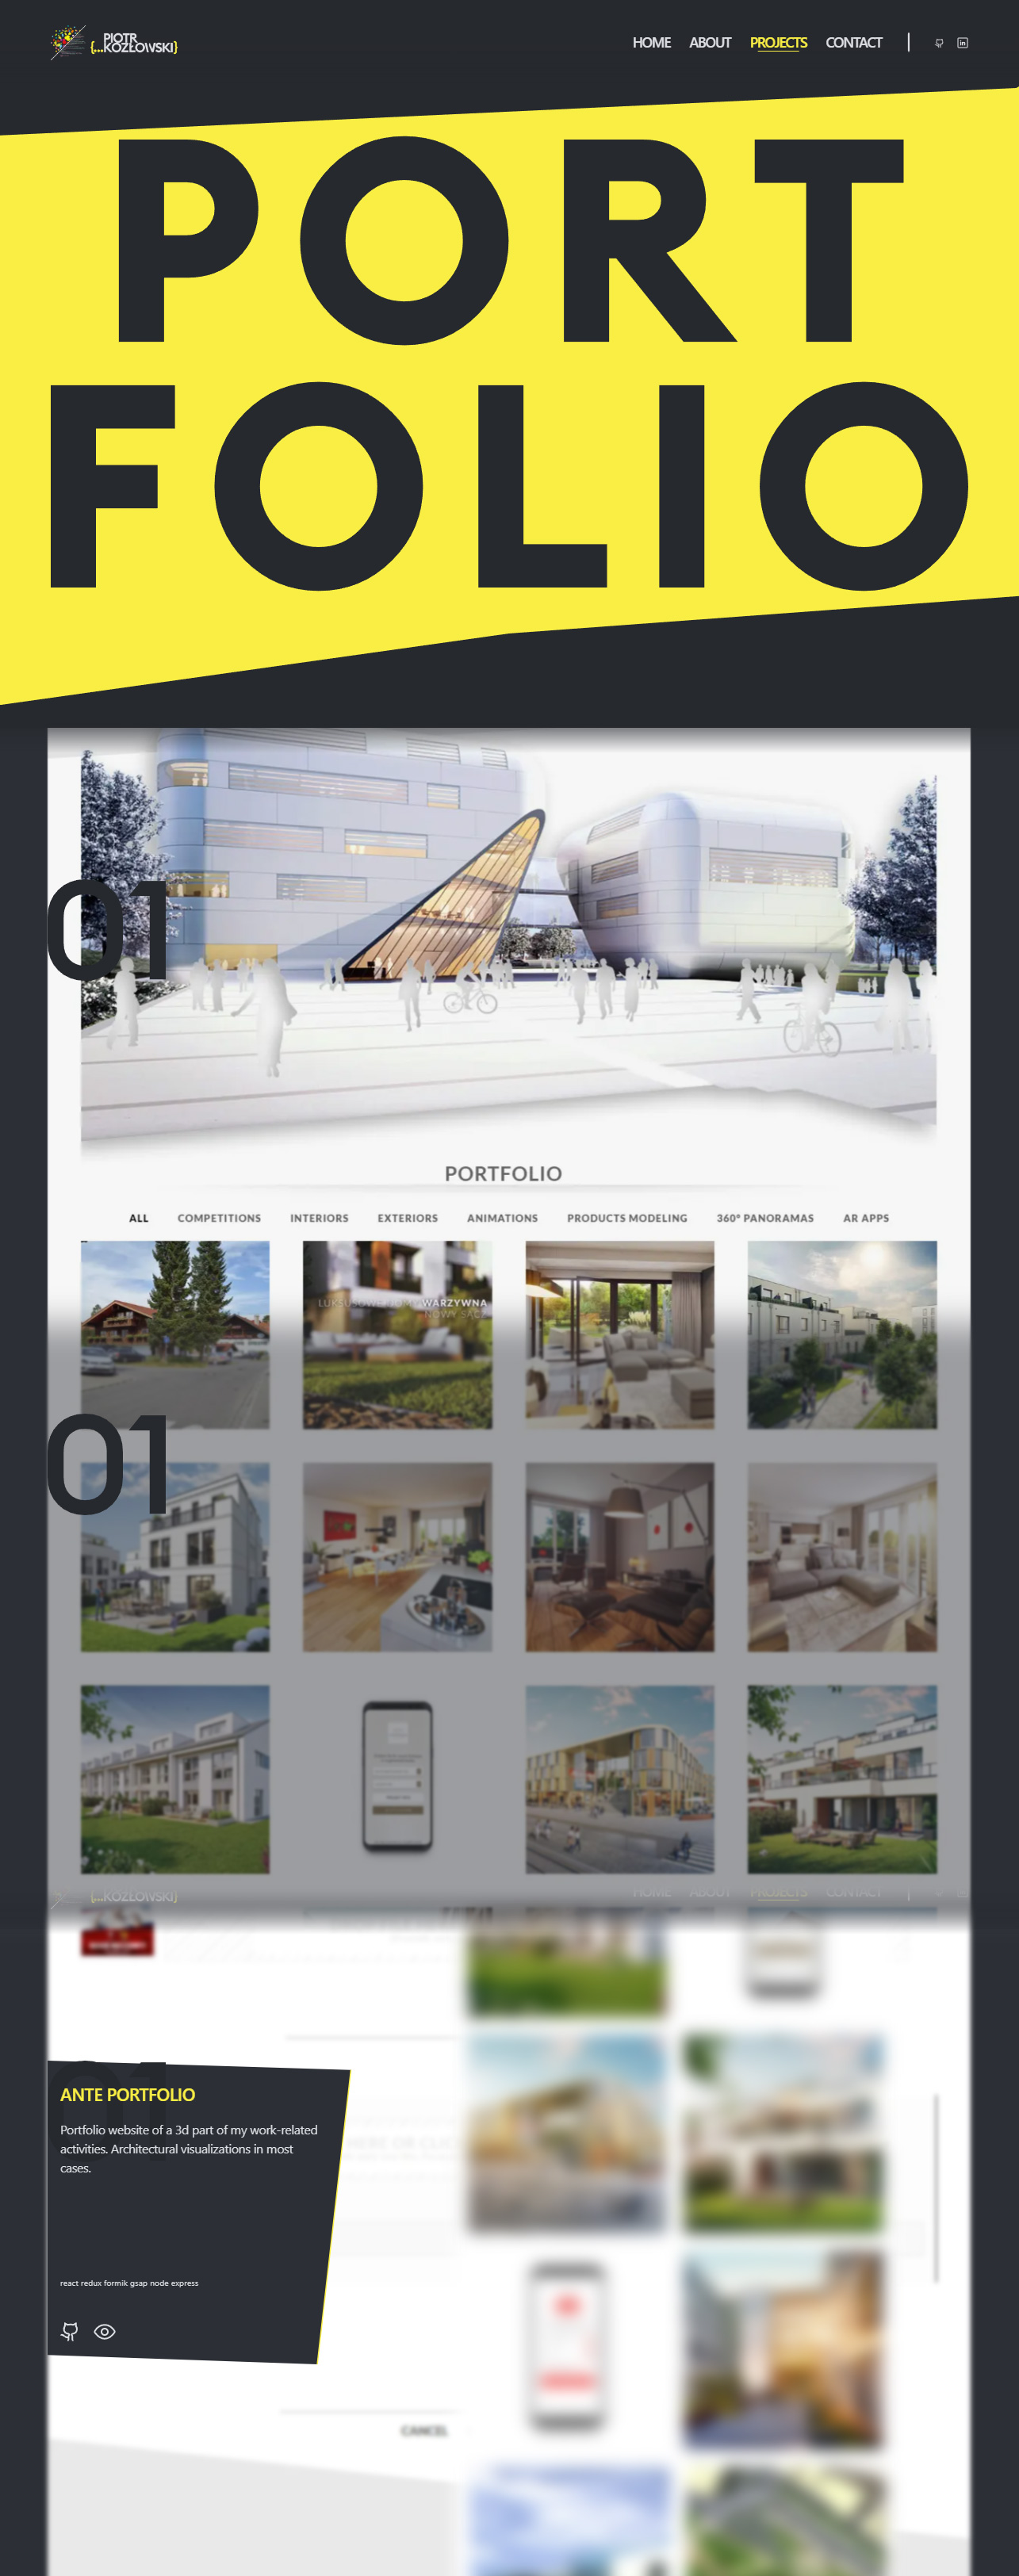 PIOTR
{...KOZŁOWSKI}
HOME ABOUT PROJECTS CONTACT
PORT
FOLIO
01
PORTFOLIO
ALL COMPETITIONS INTERIORS EXTERIORS ANIMATIONS PRODUCTS MODELING 360° PANORAMAS AR APPS
WARZYWNA
NOWY SĄCZ
01
{...KOZŁOWSKI}
HOME ABOUT PROJECTS CONTACT
01
ANTE PORTFOLIO
Portfolio website of a 3d part of my work-related
activities. Architectural visualizations in most
cases.
react redux formik gsap node express
CANCEL